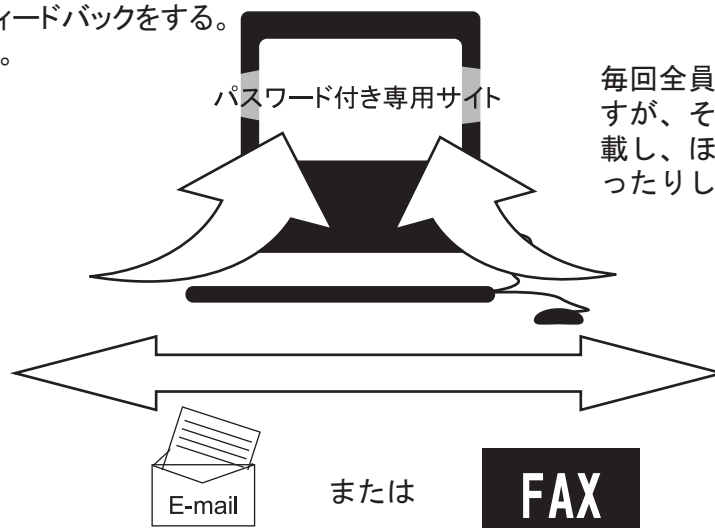 ィードバックをする。
。
パスワード付き専用サイト
毎回全員
すが、そ
載し、ほ
ったりし
E-mail
または
FAX